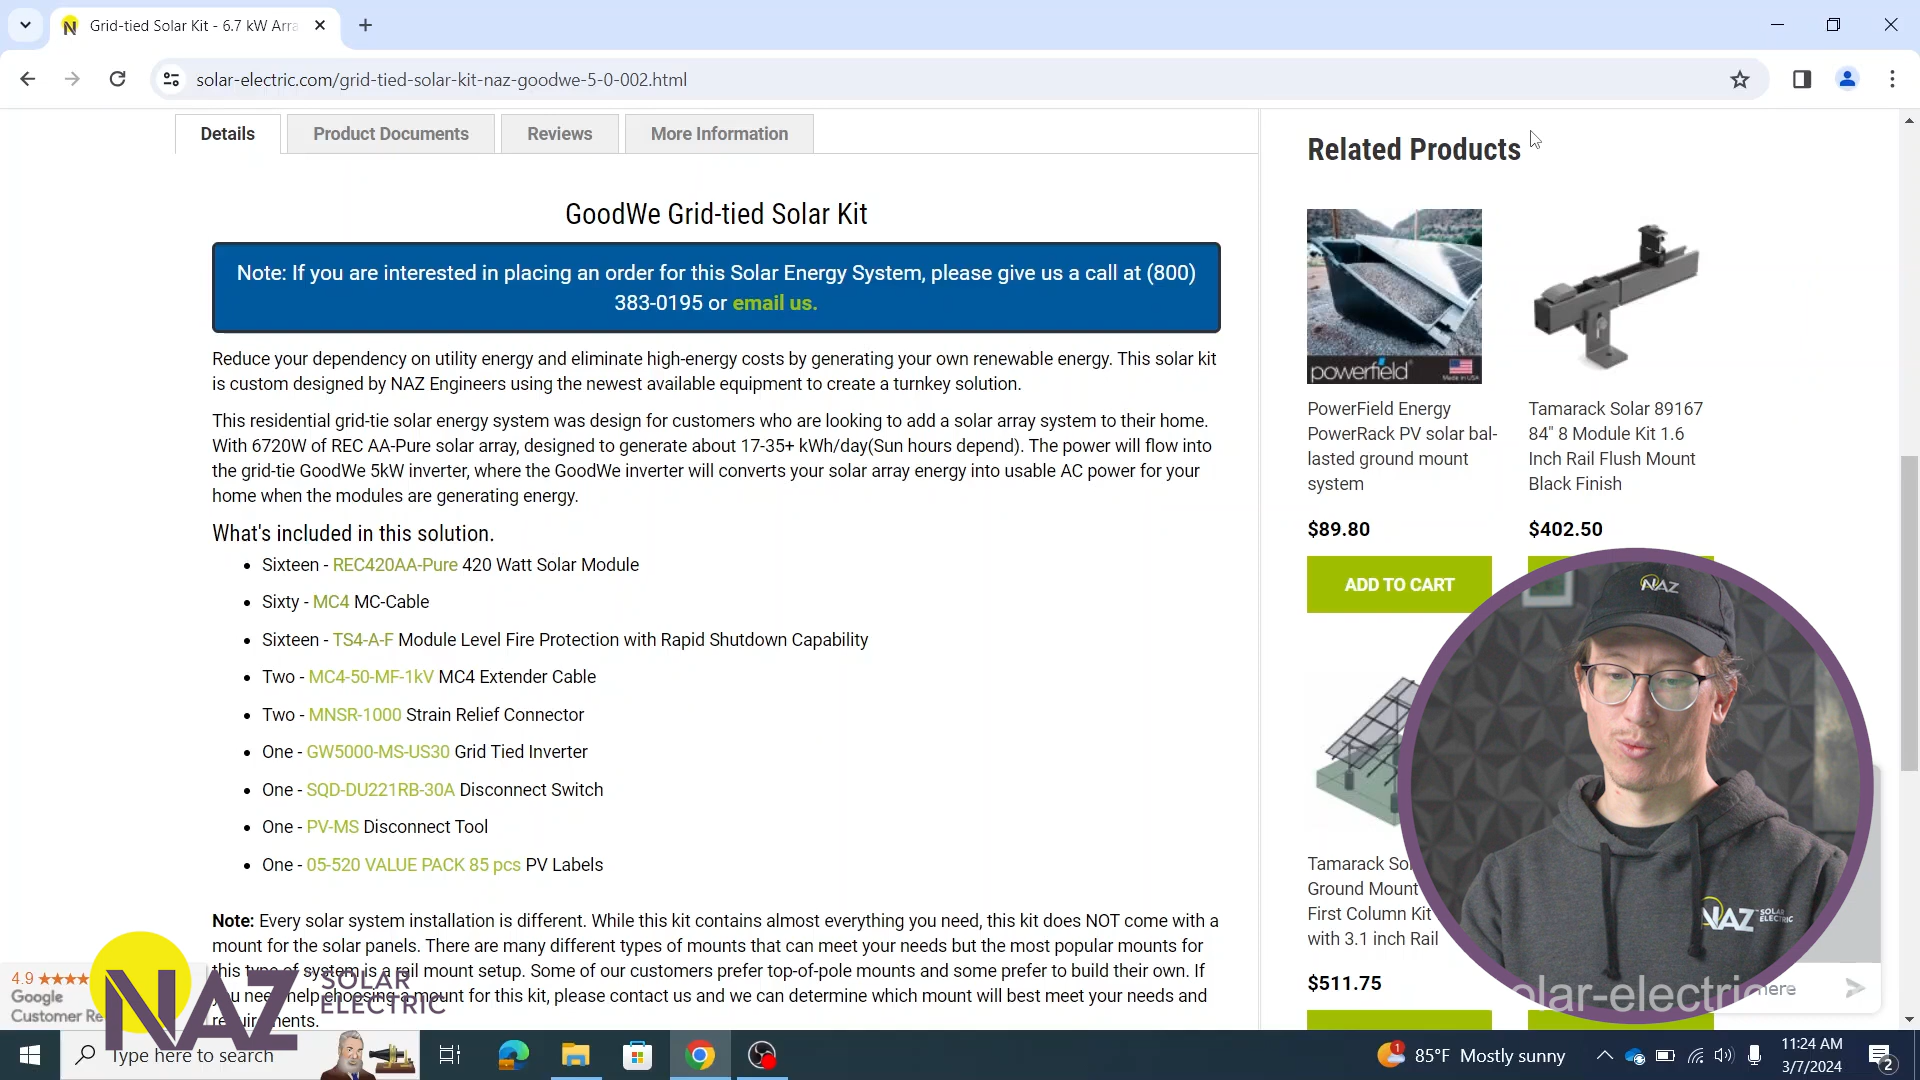 Grid-tied Solar Kit - 6.7 kW Arra
solar-electric.com/grid-tied-solar-kit-naz-goodwe-5-0-002.html
Details
Product Documents
Reviews
More Information
GoodWe Grid-tied Solar Kit
Note: If you are interested in placing an order for this Solar Energy System, please give us a call at (800)
383-0195 or email us.
Reduce your dependency on utility energy and eliminate high-energy costs by generating your own renewable energy. This solar kit
is custom designed by NAZ Engineers using the newest available equipment to create a turnkey solution.
This residential grid-tie solar energy system was design for customers who are looking to add a solar array system to their home.
With 6720W of REC AA-Pure solar array, designed to generate about 17-35+ kWh/day(Sun hours depend). The power will flow into
the grid-tie GoodWe 5kW inverter, where the GoodWe inverter will converts your solar array energy into usable AC power for your
home when the modules are generating energy.
What's included in this solution.
Sixteen - REC420AA-Pure 420 Watt Solar Module
Sixty - MC4 MC-Cable
Sixteen - TS4-A-F Module Level Fire Protection with Rapid Shutdown Capability
Two - MC4-50-MF-1kV MC4 Extender Cable
Two - MNSR-1000 Strain Relief Connector
One - GW5000-MS-US30 Grid Tied Inverter
One - SQD-DU221RB-30A Disconnect Switch
One - PV-MS Disconnect Tool
One - 05-520 VALUE PACK 85 pcs PV Labels
Note: Every solar system installation is different. While this kit contains almost everything you need, this kit does NOT come with a
mount for the solar panels. There are many different types of mounts that can meet your needs but the most popular mounts for
this type of system is a rail mount setup. Some of our customers prefer top-of-pole mounts and some prefer to build their own. If
you need help choosing a mount for this kit, please contact us and we can determine which mount will best meet your needs and
requirements.
Related Products
powerfield
Made in USA
PowerField Energy
PowerRack PV solar bal-
lasted ground mount
system
$89.80
ADD TO CART
Tamarack Solar 89167
84" 8 Module Kit 1.6
Inch Rail Flush Mount
Black Finish
$402.50
Ground Mount
First Column Kit
with 3.1 inch Rail
$511.75
Tamarack
NAZ
NAZ SOLAR
ELECTRIC
olar-electric
here
4.9
Google
Customer Re
NAZ SOLAR
ELECTRIC
Type here to search
1
85°F Mostly sunny
11:24 AM
3/7/2024
2